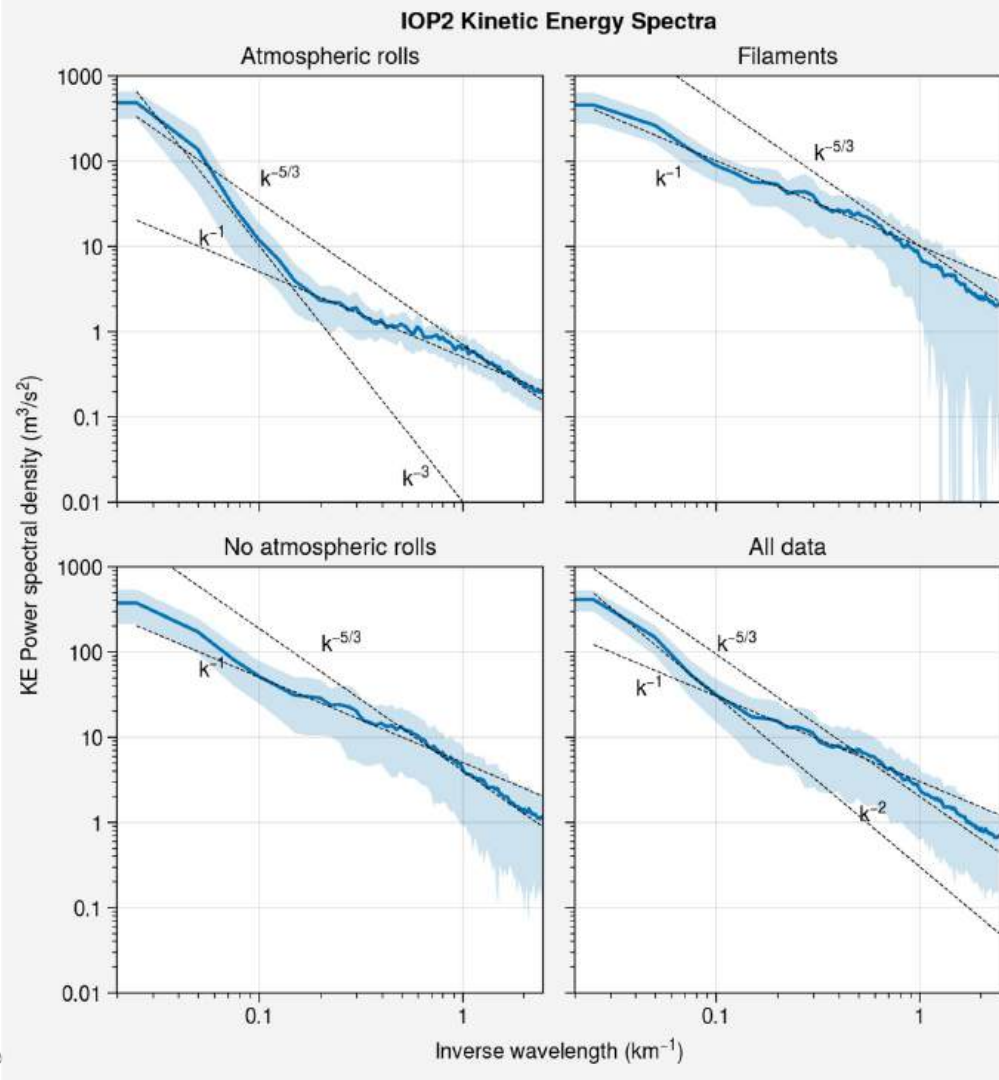 IOP2 Kinetic Energy Spectra
Atmospheric rolls
Filaments
1000
100
10
1
0.1
0.01
k⁻⁵/³
k⁻¹
k⁻³
k⁻⁵/³
k⁻¹
KE Power spectral density (m³/s²)
No atmospheric rolls
All data
1000
100
10
1
0.1
0.01
k⁻⁵/³
k⁻¹
k⁻⁵/³
k⁻¹
k⁻²
0.1
1
0.1
1
Inverse wavelength (km⁻¹)